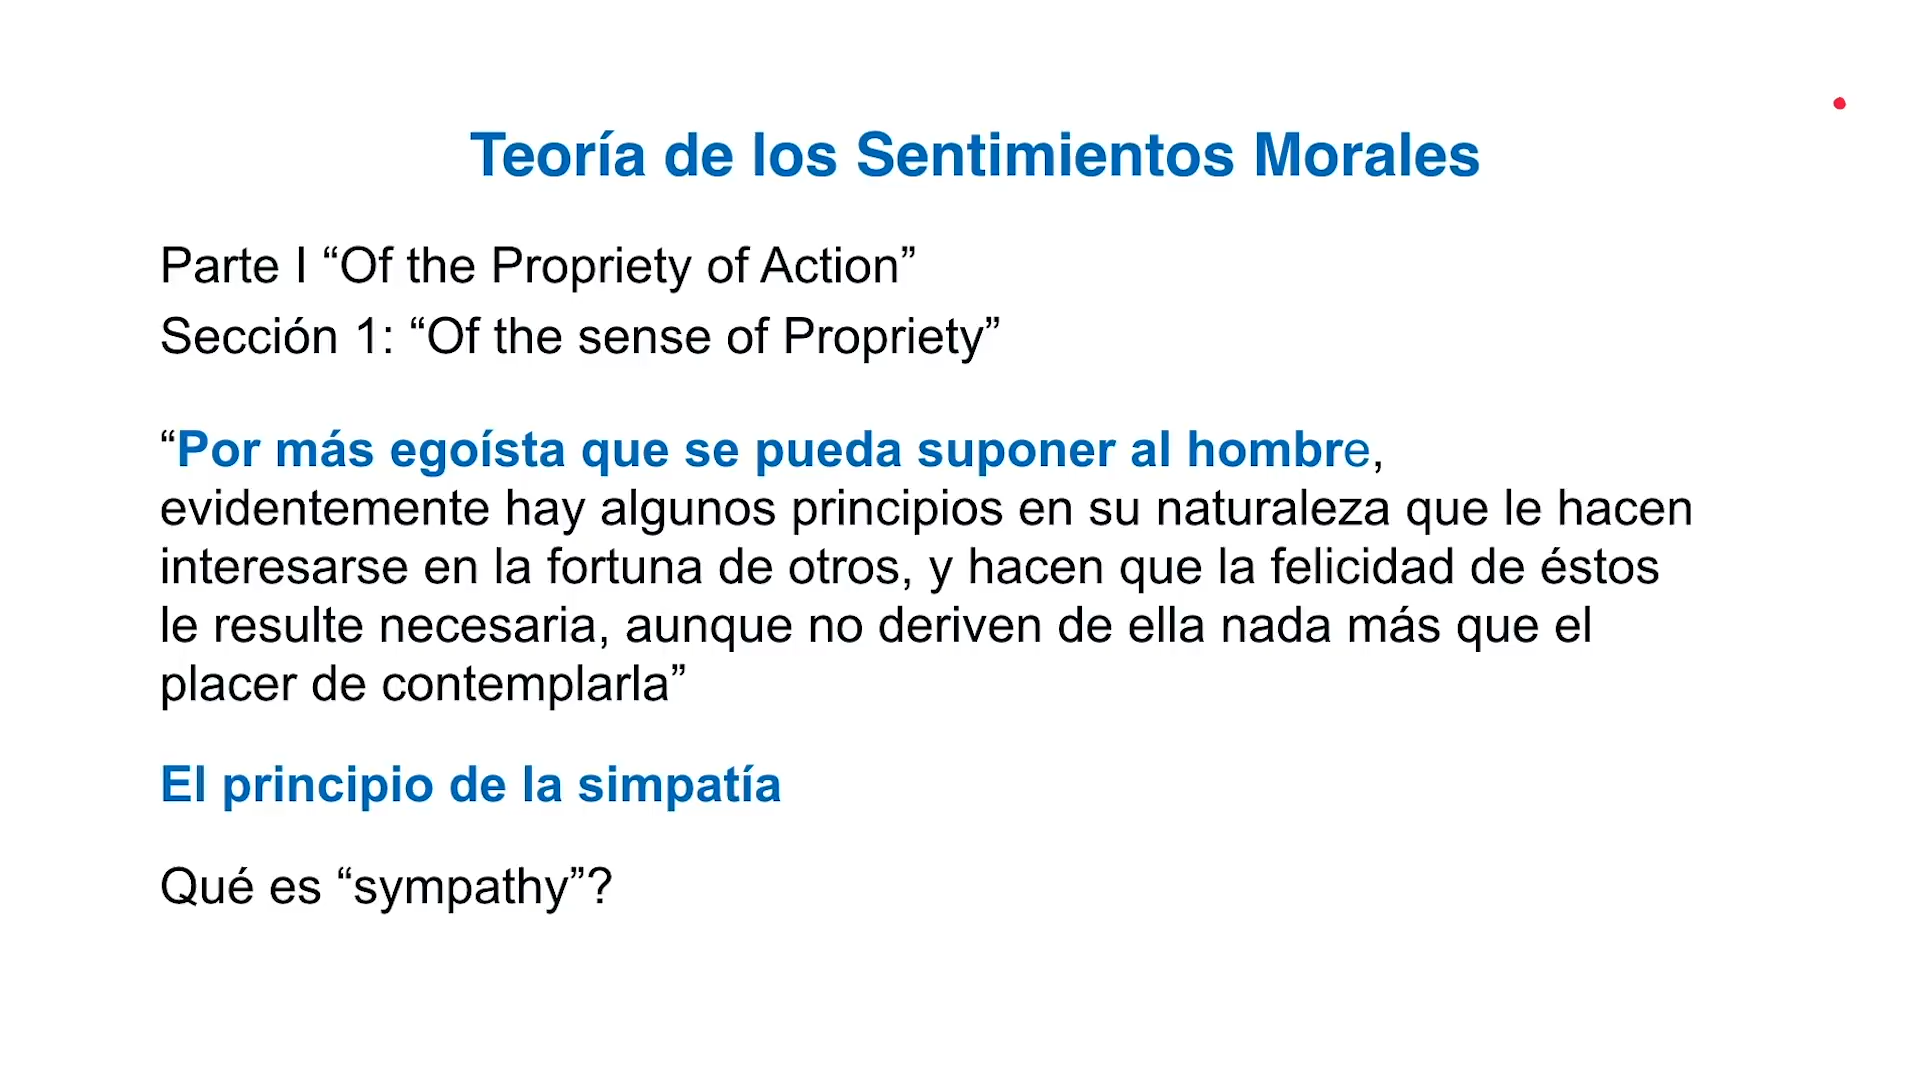 Teoría de los Sentimientos Morales
Parte I “Of the Propriety of Action”
Sección 1: “Of the sense of Propriety”
“Por más egoísta que se pueda suponer al hombre,
evidentemente hay algunos principios en su naturaleza que le hacen
interesarse en la fortuna de otros, y hacen que la felicidad de éstos
le resulte necesaria, aunque no deriven de ella nada más que el
placer de contemplarla”
El principio de la simpatía
Qué es “sympathy”?